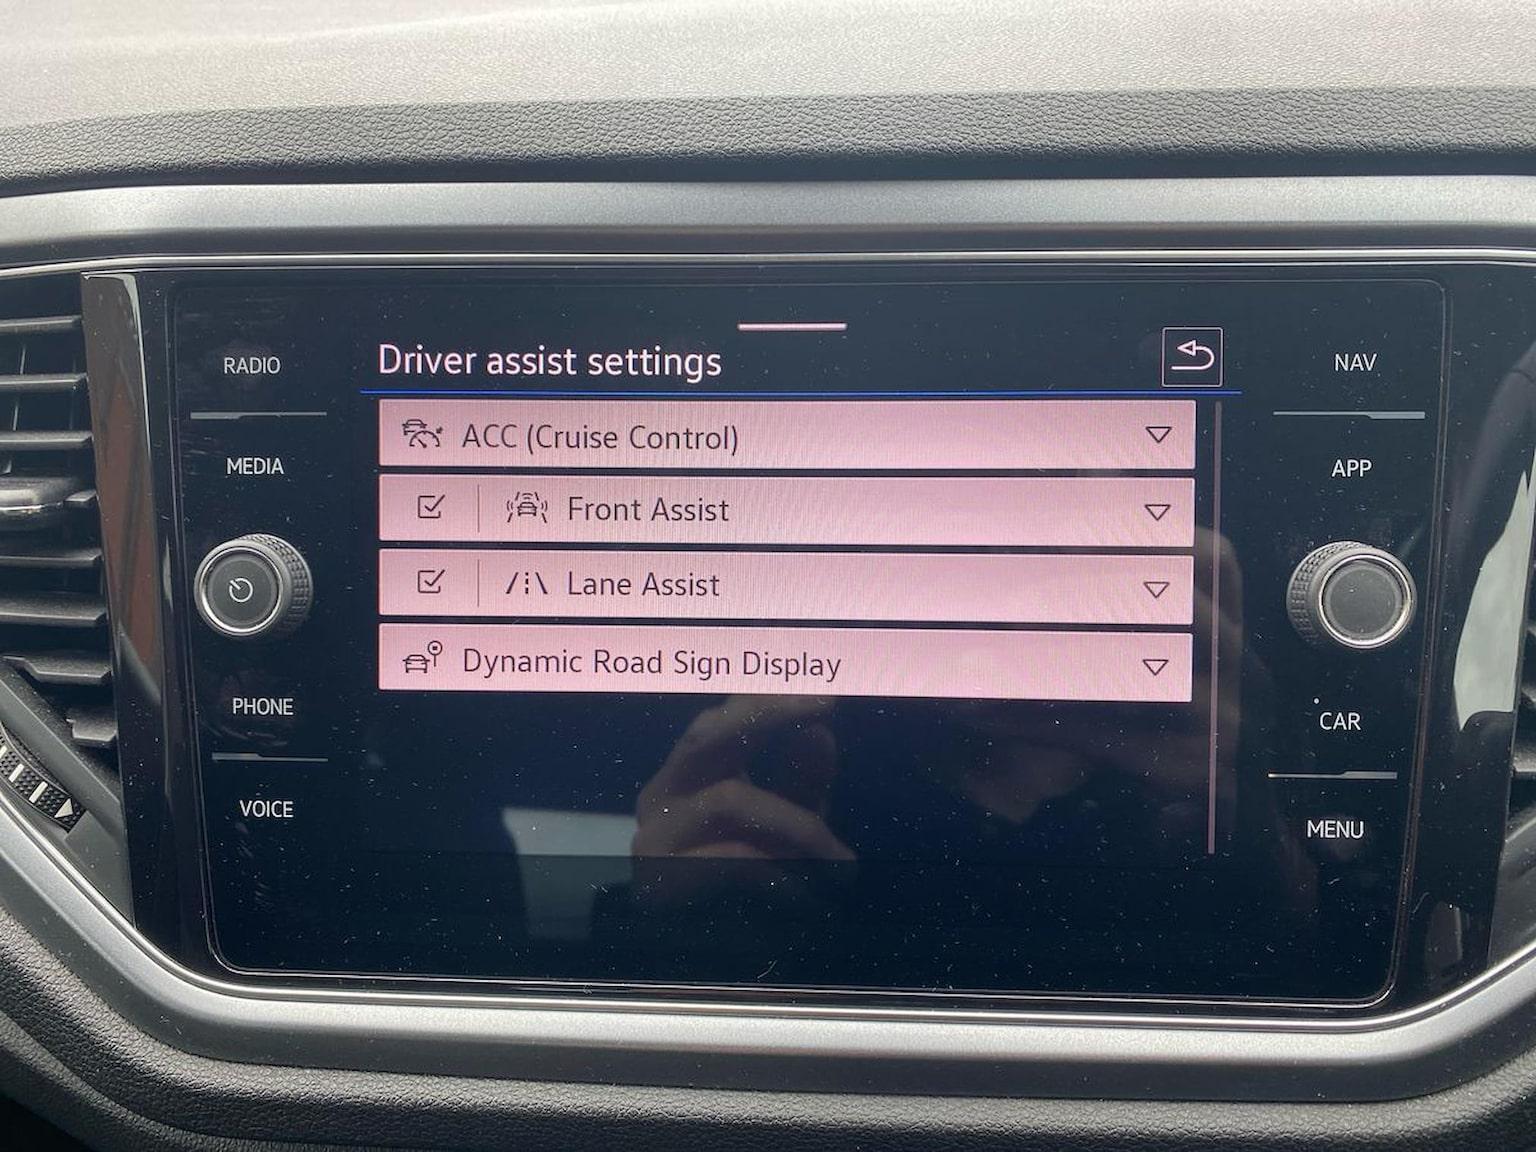 Driver assist settings
ACC (Cruise Control)
Front Assist
Lane Assist
Dynamic Road Sign Display
RADIO
MEDIA
PHONE
VOICE
NAV
APP
CAR
MENU